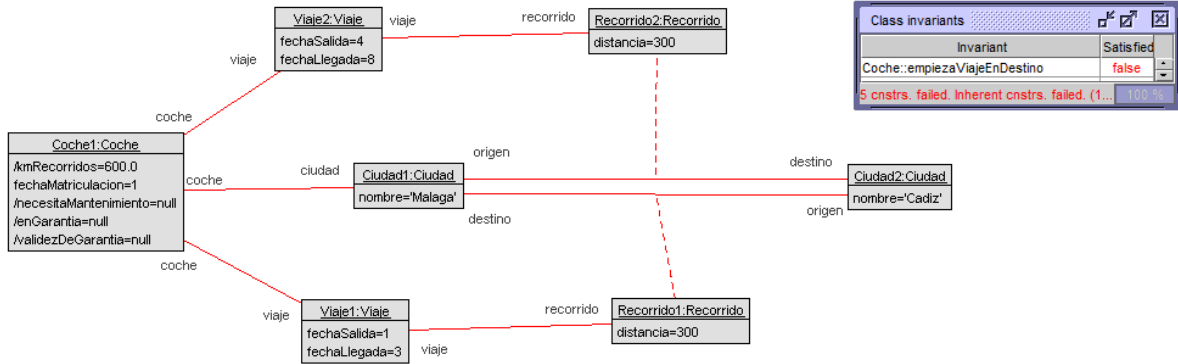 Viaje2:Viaje
fechaSalida=4
fechaLlegada=8
viaje
viaje
recorrido
Recorrido2:Recorrido
distancia=300
Class invariants
Invariant
Satisfied
Coche::empiezaViajeEnDestino
false
5 cnstrs. failed. Inherent cnstrs. failed. (1...
100 %
coche
Coche1:Coche
/kmRecorridos=600.0
fechaMatriculacion=1
/necesitaMantenimiento=null
/enGarantia=null
/validezDeGarantia=null
coche
ciudad
Ciudad1:Ciudad
nombre='Malaga'
origen
destino
destino
origen
Ciudad2:Ciudad
nombre='Cadiz'
coche
viaje
Viaje1:Viaje
fechaSalida=1
fechaLlegada=3
viaje
recorrido
Recorrido1:Recorrido
distancia=300